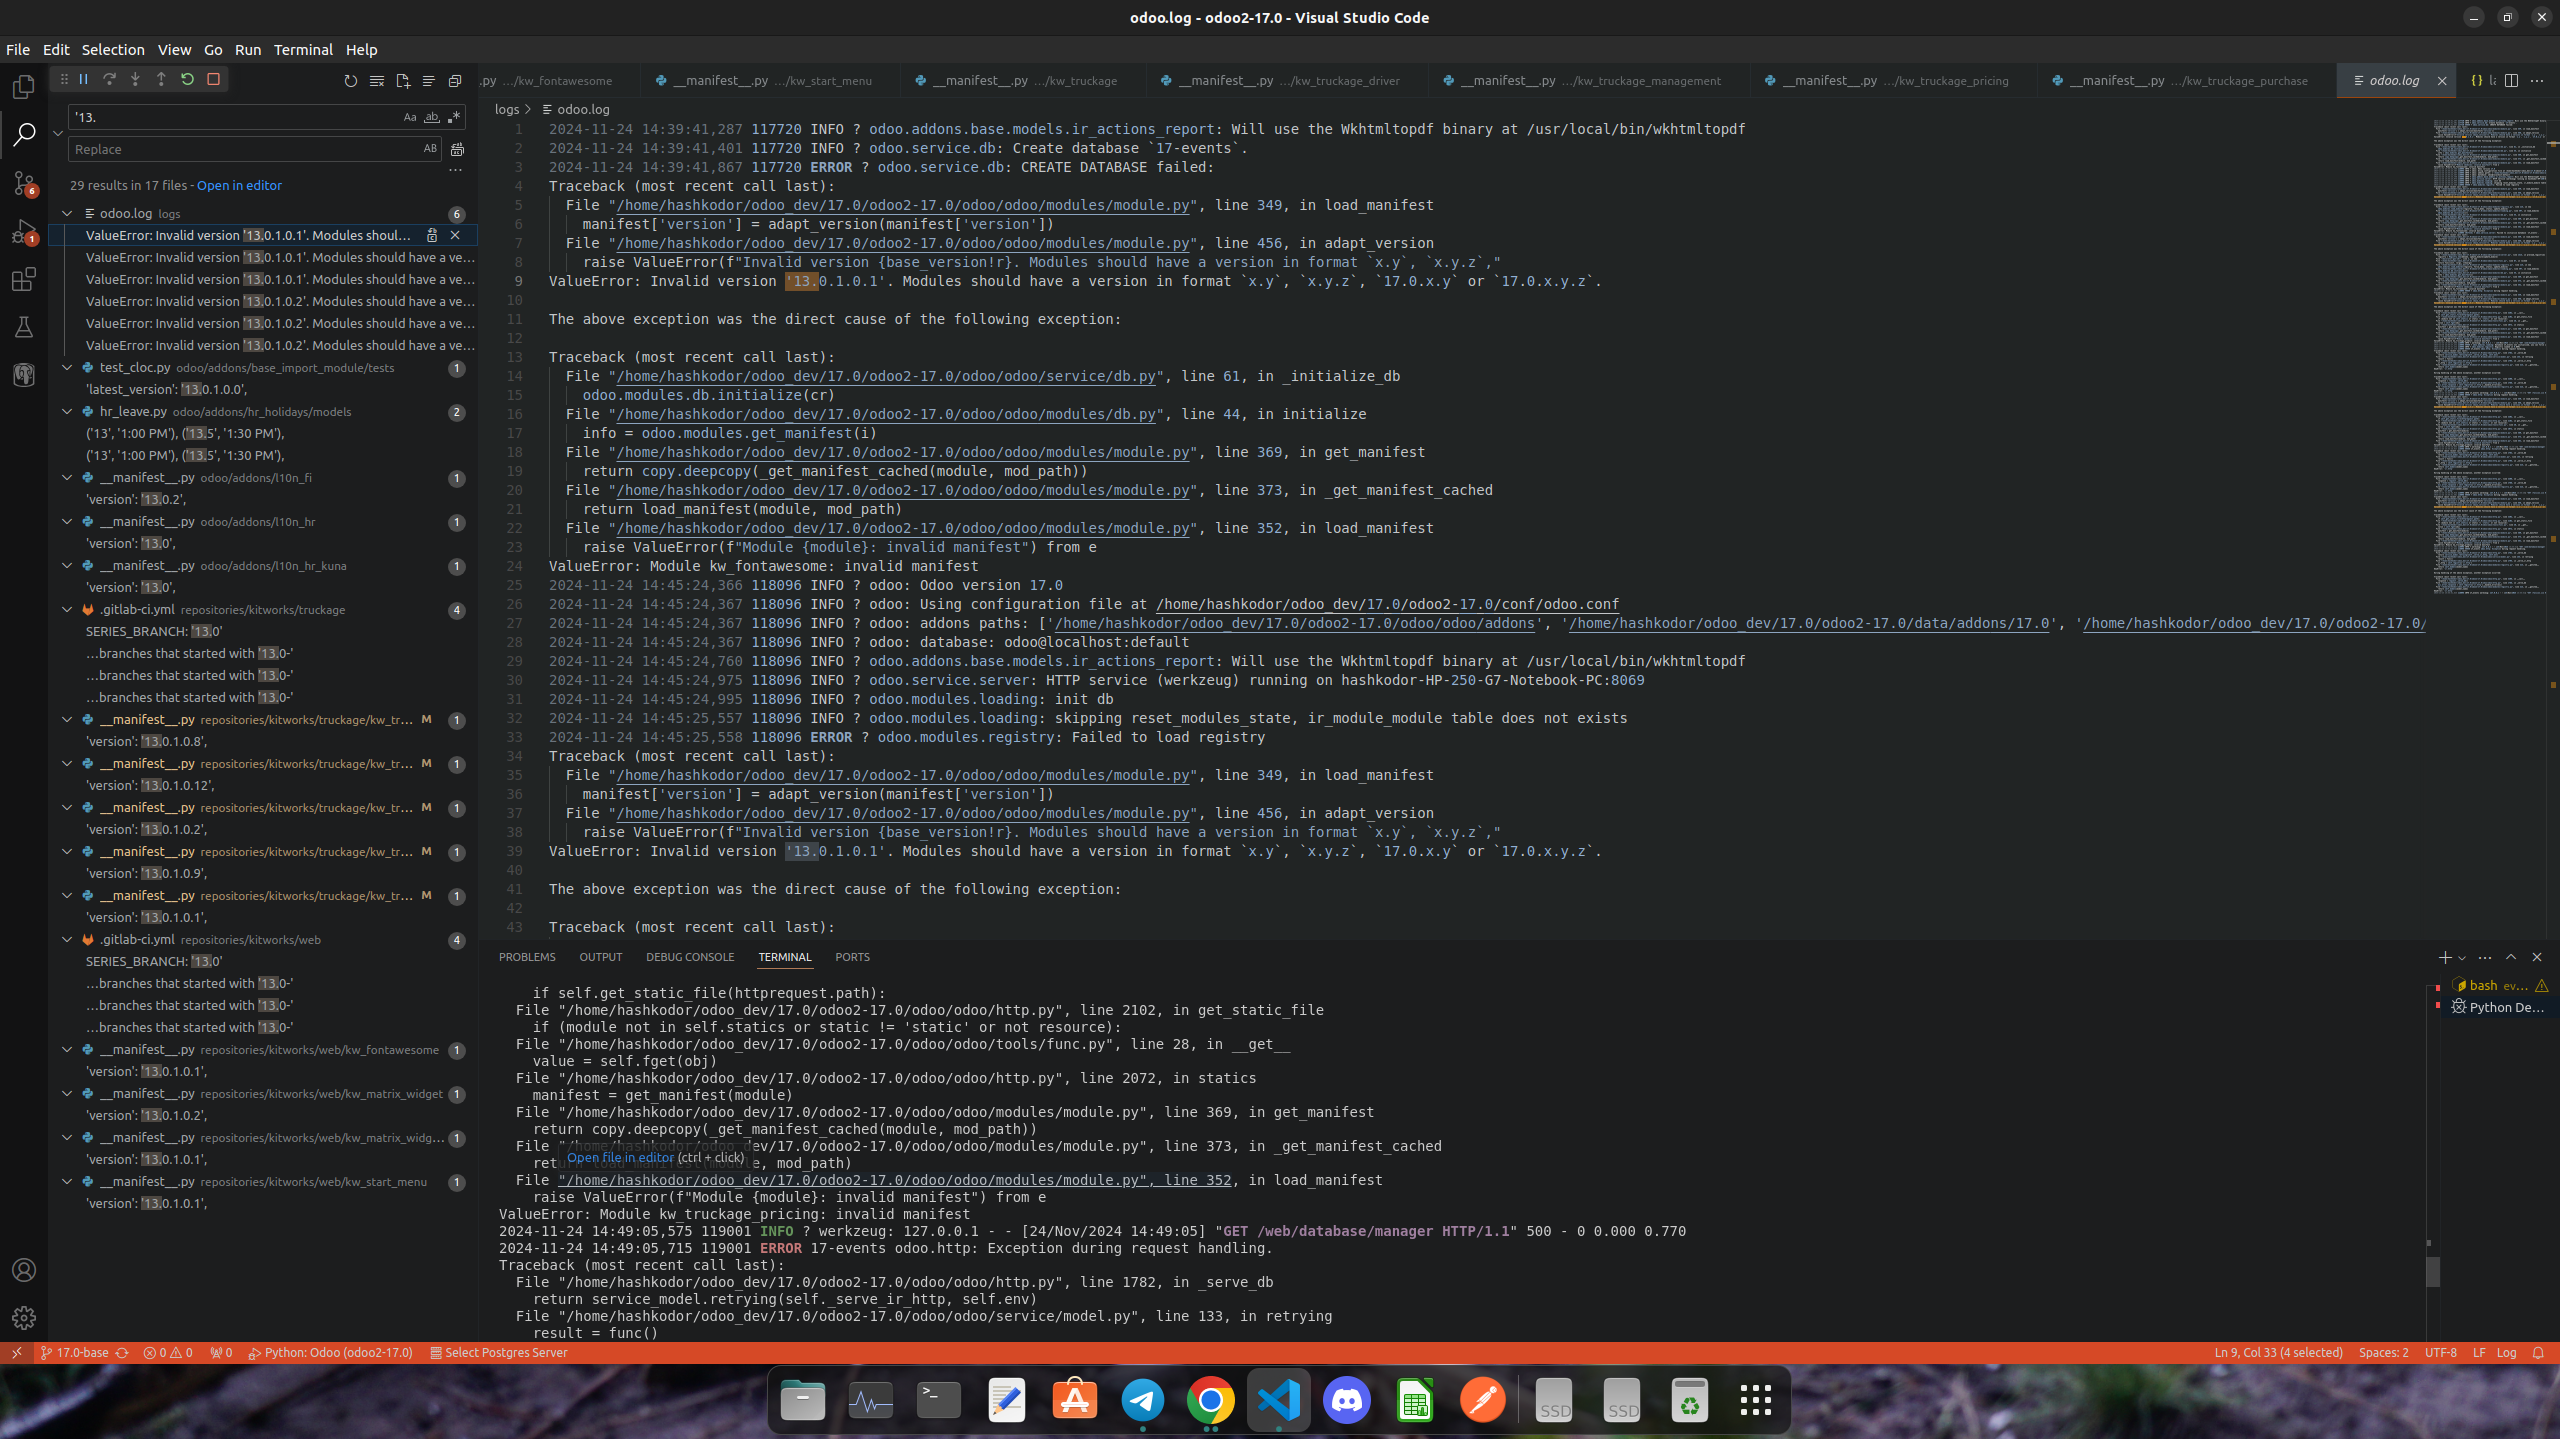 odoo.log - odoo2-17.0 - Visual Studio Code
File Edit Selection View Go Run Terminal Help
.py .../kw_fontawesome
__manifest__.py .../kw_start_menu
__manifest__.py .../kw_truckage
__manifest__.py .../kw_truckage_driver
__manifest__.py .../kw_truckage_management
__manifest__.py .../kw_truckage_pricing
__manifest__.py .../kw_truckage_purchase
odoo.log
'13.
Aa ab
Replace
AB
29 results in 17 files - Open in editor
odoo.log logs 6
ValueError: Invalid version '13.0.1.0.1'. Modules shoul...
ValueError: Invalid version '13.0.1.0.1'. Modules should have a ve...
ValueError: Invalid version '13.0.1.0.1'. Modules should have a ve...
ValueError: Invalid version '13.0.1.0.2'. Modules should have a ve...
ValueError: Invalid version '13.0.1.0.2'. Modules should have a ve...
ValueError: Invalid version '13.0.1.0.2'. Modules should have a ve...
test_cloc.py odoo/addons/base_import_module/tests 1
'latest_version': '13.0.1.0.0',
hr_leave.py odoo/addons/hr_holidays/models 2
('13', '1:00 PM'), ('13.5', '1:30 PM'),
('13', '1:00 PM'), ('13.5', '1:30 PM'),
__manifest__.py odoo/addons/l10n_fi 1
'version': '13.0.2',
__manifest__.py odoo/addons/l10n_hr 1
'version': '13.0',
__manifest__.py odoo/addons/l10n_hr_kuna 1
'version': '13.0',
.gitlab-ci.yml repositories/kitworks/truckage 4
SERIES_BRANCH: '13.0'
...branches that started with '13.0-'
...branches that started with '13.0-'
...branches that started with '13.0-'
__manifest__.py repositories/kitworks/truckage/kw_tr... M 1
'version': '13.0.1.0.8',
__manifest__.py repositories/kitworks/truckage/kw_tr... M 1
'version': '13.0.1.0.12',
__manifest__.py repositories/kitworks/truckage/kw_tr... M 1
'version': '13.0.1.0.2',
__manifest__.py repositories/kitworks/truckage/kw_tr... M 1
'version': '13.0.1.0.9',
__manifest__.py repositories/kitworks/truckage/kw_tr... M 1
'version': '13.0.1.0.1',
.gitlab-ci.yml repositories/kitworks/web 4
SERIES_BRANCH: '13.0'
...branches that started with '13.0-'
...branches that started with '13.0-'
...branches that started with '13.0-'
__manifest__.py repositories/kitworks/web/kw_fontawesome 1
'version': '13.0.1.0.1',
__manifest__.py repositories/kitworks/web/kw_matrix_widget 1
'version': '13.0.1.0.2',
__manifest__.py repositories/kitworks/web/kw_matrix_widg... 1
'version': '13.0.1.0.1',
__manifest__.py repositories/kitworks/web/kw_start_menu 1
'version': '13.0.1.0.1',
6
1
logs > odoo.log
1 2024-11-24 14:39:41,287 117720 INFO ? odoo.addons.base.models.ir_actions_report: Will use the Wkhtmltopdf binary at /usr/local/bin/wkhtmltopdf
2 2024-11-24 14:39:41,401 117720 INFO ? odoo.service.db: Create database `17-events`.
3 2024-11-24 14:39:41,867 117720 ERROR ? odoo.service.db: CREATE DATABASE failed:
4 Traceback (most recent call last):
5 File "/home/hashkodor/odoo_dev/17.0/odoo2-17.0/odoo/odoo/modules/module.py", line 349, in load_manifest
6 manifest['version'] = adapt_version(manifest['version'])
7 File "/home/hashkodor/odoo_dev/17.0/odoo2-17.0/odoo/odoo/modules/module.py", line 456, in adapt_version
8 raise ValueError(f"Invalid version {base_version!r}. Modules should have a version in format `x.y`, `x.y.z`,"
9 ValueError: Invalid version '13.0.1.0.1'. Modules should have a version in format `x.y`, `x.y.z`, `17.0.x.y` or `17.0.x.y.z`.
10
11 The above exception was the direct cause of the following exception:
12
13 Traceback (most recent call last):
14 File "/home/hashkodor/odoo_dev/17.0/odoo2-17.0/odoo/odoo/service/db.py", line 61, in _initialize_db
15 odoo.modules.db.initialize(cr)
16 File "/home/hashkodor/odoo_dev/17.0/odoo2-17.0/odoo/odoo/modules/db.py", line 44, in initialize
17 info = odoo.modules.get_manifest(i)
18 File "/home/hashkodor/odoo_dev/17.0/odoo2-17.0/odoo/odoo/modules/module.py", line 369, in get_manifest
19 return copy.deepcopy(_get_manifest_cached(module, mod_path))
20 File "/home/hashkodor/odoo_dev/17.0/odoo2-17.0/odoo/odoo/modules/module.py", line 373, in _get_manifest_cached
21 return load_manifest(module, mod_path)
22 File "/home/hashkodor/odoo_dev/17.0/odoo2-17.0/odoo/odoo/modules/module.py", line 352, in load_manifest
23 raise ValueError(f"Module {module}: invalid manifest") from e
24 ValueError: Module kw_fontawesome: invalid manifest
25 2024-11-24 14:45:24,366 118096 INFO ? odoo: Odoo version 17.0
26 2024-11-24 14:45:24,367 118096 INFO ? odoo: Using configuration file at /home/hashkodor/odoo_dev/17.0/odoo2-17.0/conf/odoo.conf
27 2024-11-24 14:45:24,367 118096 INFO ? odoo: addons paths: ['/home/hashkodor/odoo_dev/17.0/odoo2-17.0/odoo/odoo/addons', '/home/hashkodor/odoo_dev/17.0/odoo2-17.0/data/addons/17.0', '/home/hashkodor/odoo_dev/17.0/odoo2-17.0/
28 2024-11-24 14:45:24,367 118096 INFO ? odoo: database: odoo@localhost:default
29 2024-11-24 14:45:24,760 118096 INFO ? odoo.addons.base.models.ir_actions_report: Will use the Wkhtmltopdf binary at /usr/local/bin/wkhtmltopdf
30 2024-11-24 14:45:24,975 118096 INFO ? odoo.service.server: HTTP service (werkzeug) running on hashkodor-HP-250-G7-Notebook-PC:8069
31 2024-11-24 14:45:24,995 118096 INFO ? odoo.modules.loading: init db
32 2024-11-24 14:45:25,557 118096 INFO ? odoo.modules.loading: skipping reset_modules_state, ir_module_module table does not exists
33 2024-11-24 14:45:25,558 118096 ERROR ? odoo.modules.registry: Failed to load registry
34 Traceback (most recent call last):
35 File "/home/hashkodor/odoo_dev/17.0/odoo2-17.0/odoo/odoo/modules/module.py", line 349, in load_manifest
36 manifest['version'] = adapt_version(manifest['version'])
37 File "/home/hashkodor/odoo_dev/17.0/odoo2-17.0/odoo/odoo/modules/module.py", line 456, in adapt_version
38 raise ValueError(f"Invalid version {base_version!r}. Modules should have a version in format `x.y`, `x.y.z`,"
39 ValueError: Invalid version '13.0.1.0.1'. Modules should have a version in format `x.y`, `x.y.z`, `17.0.x.y` or `17.0.x.y.z`.
40
41 The above exception was the direct cause of the following exception:
42
43 Traceback (most recent call last):
PROBLEMS OUTPUT DEBUG CONSOLE TERMINAL PORTS
if self.get_static_file(httprequest.path):
File "/home/hashkodor/odoo_dev/17.0/odoo2-17.0/odoo/odoo/http.py", line 2102, in get_static_file
if (module not in self.statics or static != 'static' or not resource):
File "/home/hashkodor/odoo_dev/17.0/odoo2-17.0/odoo/odoo/tools/func.py", line 28, in __get__
value = self.fget(obj)
File "/home/hashkodor/odoo_dev/17.0/odoo2-17.0/odoo/odoo/http.py", line 2072, in statics
manifest = get_manifest(module)
File "/home/hashkodor/odoo_dev/17.0/odoo2-17.0/odoo/odoo/modules/module.py", line 369, in get_manifest
return copy.deepcopy(_get_manifest_cached(module, mod_path))
File "/home/hashkodor/odoo_dev/17.0/odoo2-17.0/odoo/odoo/modules/module.py", line 373, in _get_manifest_cached
Open file in editor (ctrl + click)
return load_manifest(module, mod_path)
File "/home/hashkodor/odoo_dev/17.0/odoo2-17.0/odoo/odoo/modules/module.py", line 352, in load_manifest
raise ValueError(f"Module {module}: invalid manifest") from e
ValueError: Module kw_truckage_pricing: invalid manifest
2024-11-24 14:49:05,575 119001 INFO ? werkzeug: 127.0.0.1 - - [24/Nov/2024 14:49:05] "GET /web/database/manager HTTP/1.1" 500 - 0 0.000 0.770
2024-11-24 14:49:05,715 119001 ERROR 17-events odoo.http: Exception during request handling.
Traceback (most recent call last):
File "/home/hashkodor/odoo_dev/17.0/odoo2-17.0/odoo/odoo/http.py", line 1782, in _serve_db
return service_model.retrying(self._serve_ir_http, self.env)
File "/home/hashkodor/odoo_dev/17.0/odoo2-17.0/odoo/odoo/service/model.py", line 133, in retrying
result = func()
bash ev...
Python De...
17.0-base 0 0 0 Python: Odoo (odoo2-17.0) Select Postgres Server
Ln 9, Col 33 (4 selected) Spaces: 2 UTF-8 LF Log
SSD
SSD